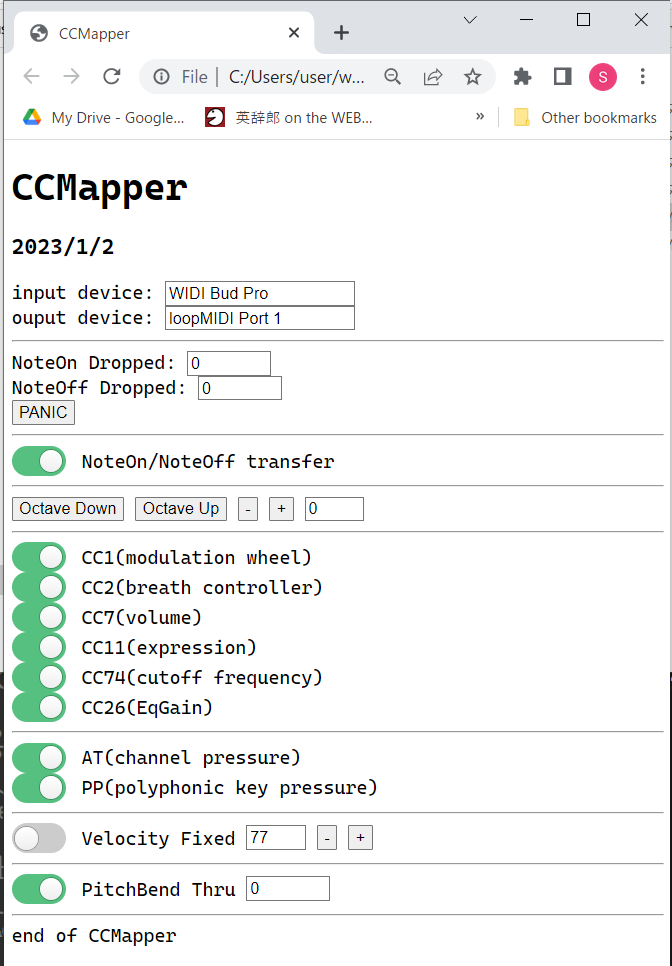 CCMapper
File C:/Users/user/w...
S
My Drive - Google... 英辞郎 on the WEB... » Other bookmarks
CCMapper
2023/1/2
input device: WIDI Bud Pro
ouput device: loopMIDI Port 1
NoteOn Dropped: 0
NoteOff Dropped: 0
PANIC
NoteOn/NoteOff transfer
Octave Down Octave Up - + 0
CC1(modulation wheel)
CC2(breath controller)
CC7(volume)
CC11(expression)
CC74(cutoff frequency)
CC26(EqGain)
AT(channel pressure)
PP(polyphonic key pressure)
Velocity Fixed 77 - +
PitchBend Thru 0
end of CCMapper